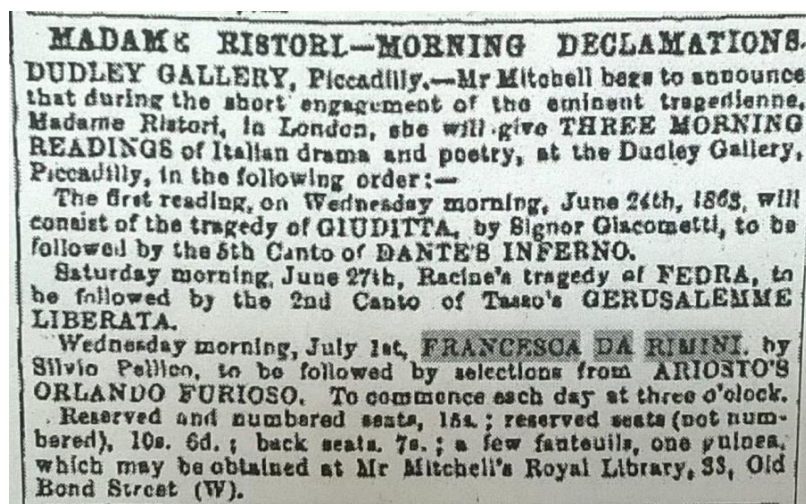 MADAME RISTORI—MORNING DECLAMATIONS.
DUDLEY GALLERY, Piccadilly.—Mr Mitchell begs to announce
that during the short engagement of the eminent tragedienne,
Madame Ristori, in London, she will give THREE MORNING
READINGS of Italian drama and poetry, at the Dudley Gallery,
Piccadilly, in the following order:—
The first reading, on Wednesday morning, June 24th, 1863, will
consist of the tragedy of GIUDITTA, by Signor Giacometti, to be
followed by the 5th Canto of DANTE'S INFERNO.
Saturday morning, June 27th, Racine's tragedy of FEDRA, to
be followed by the 2nd Canto of Tasso's GERUSALEMME
LIBERATA.
Wednesday morning, July 1st, FRANCESCA DA RIMINI, by
Silvio Pellico, to be followed by selections from ARIOSTO'S
ORLANDO FURIOSO. To commence each day at three o'clock.
Reserved and numbered seats, 15s.; reserved seats (not num-
bered), 10s. 6d.; back seats, 7s.; a few fauteuils, one guinea,
which may be obtained at Mr Mitchell's Royal Library, 33, Old
Bond Street (W).